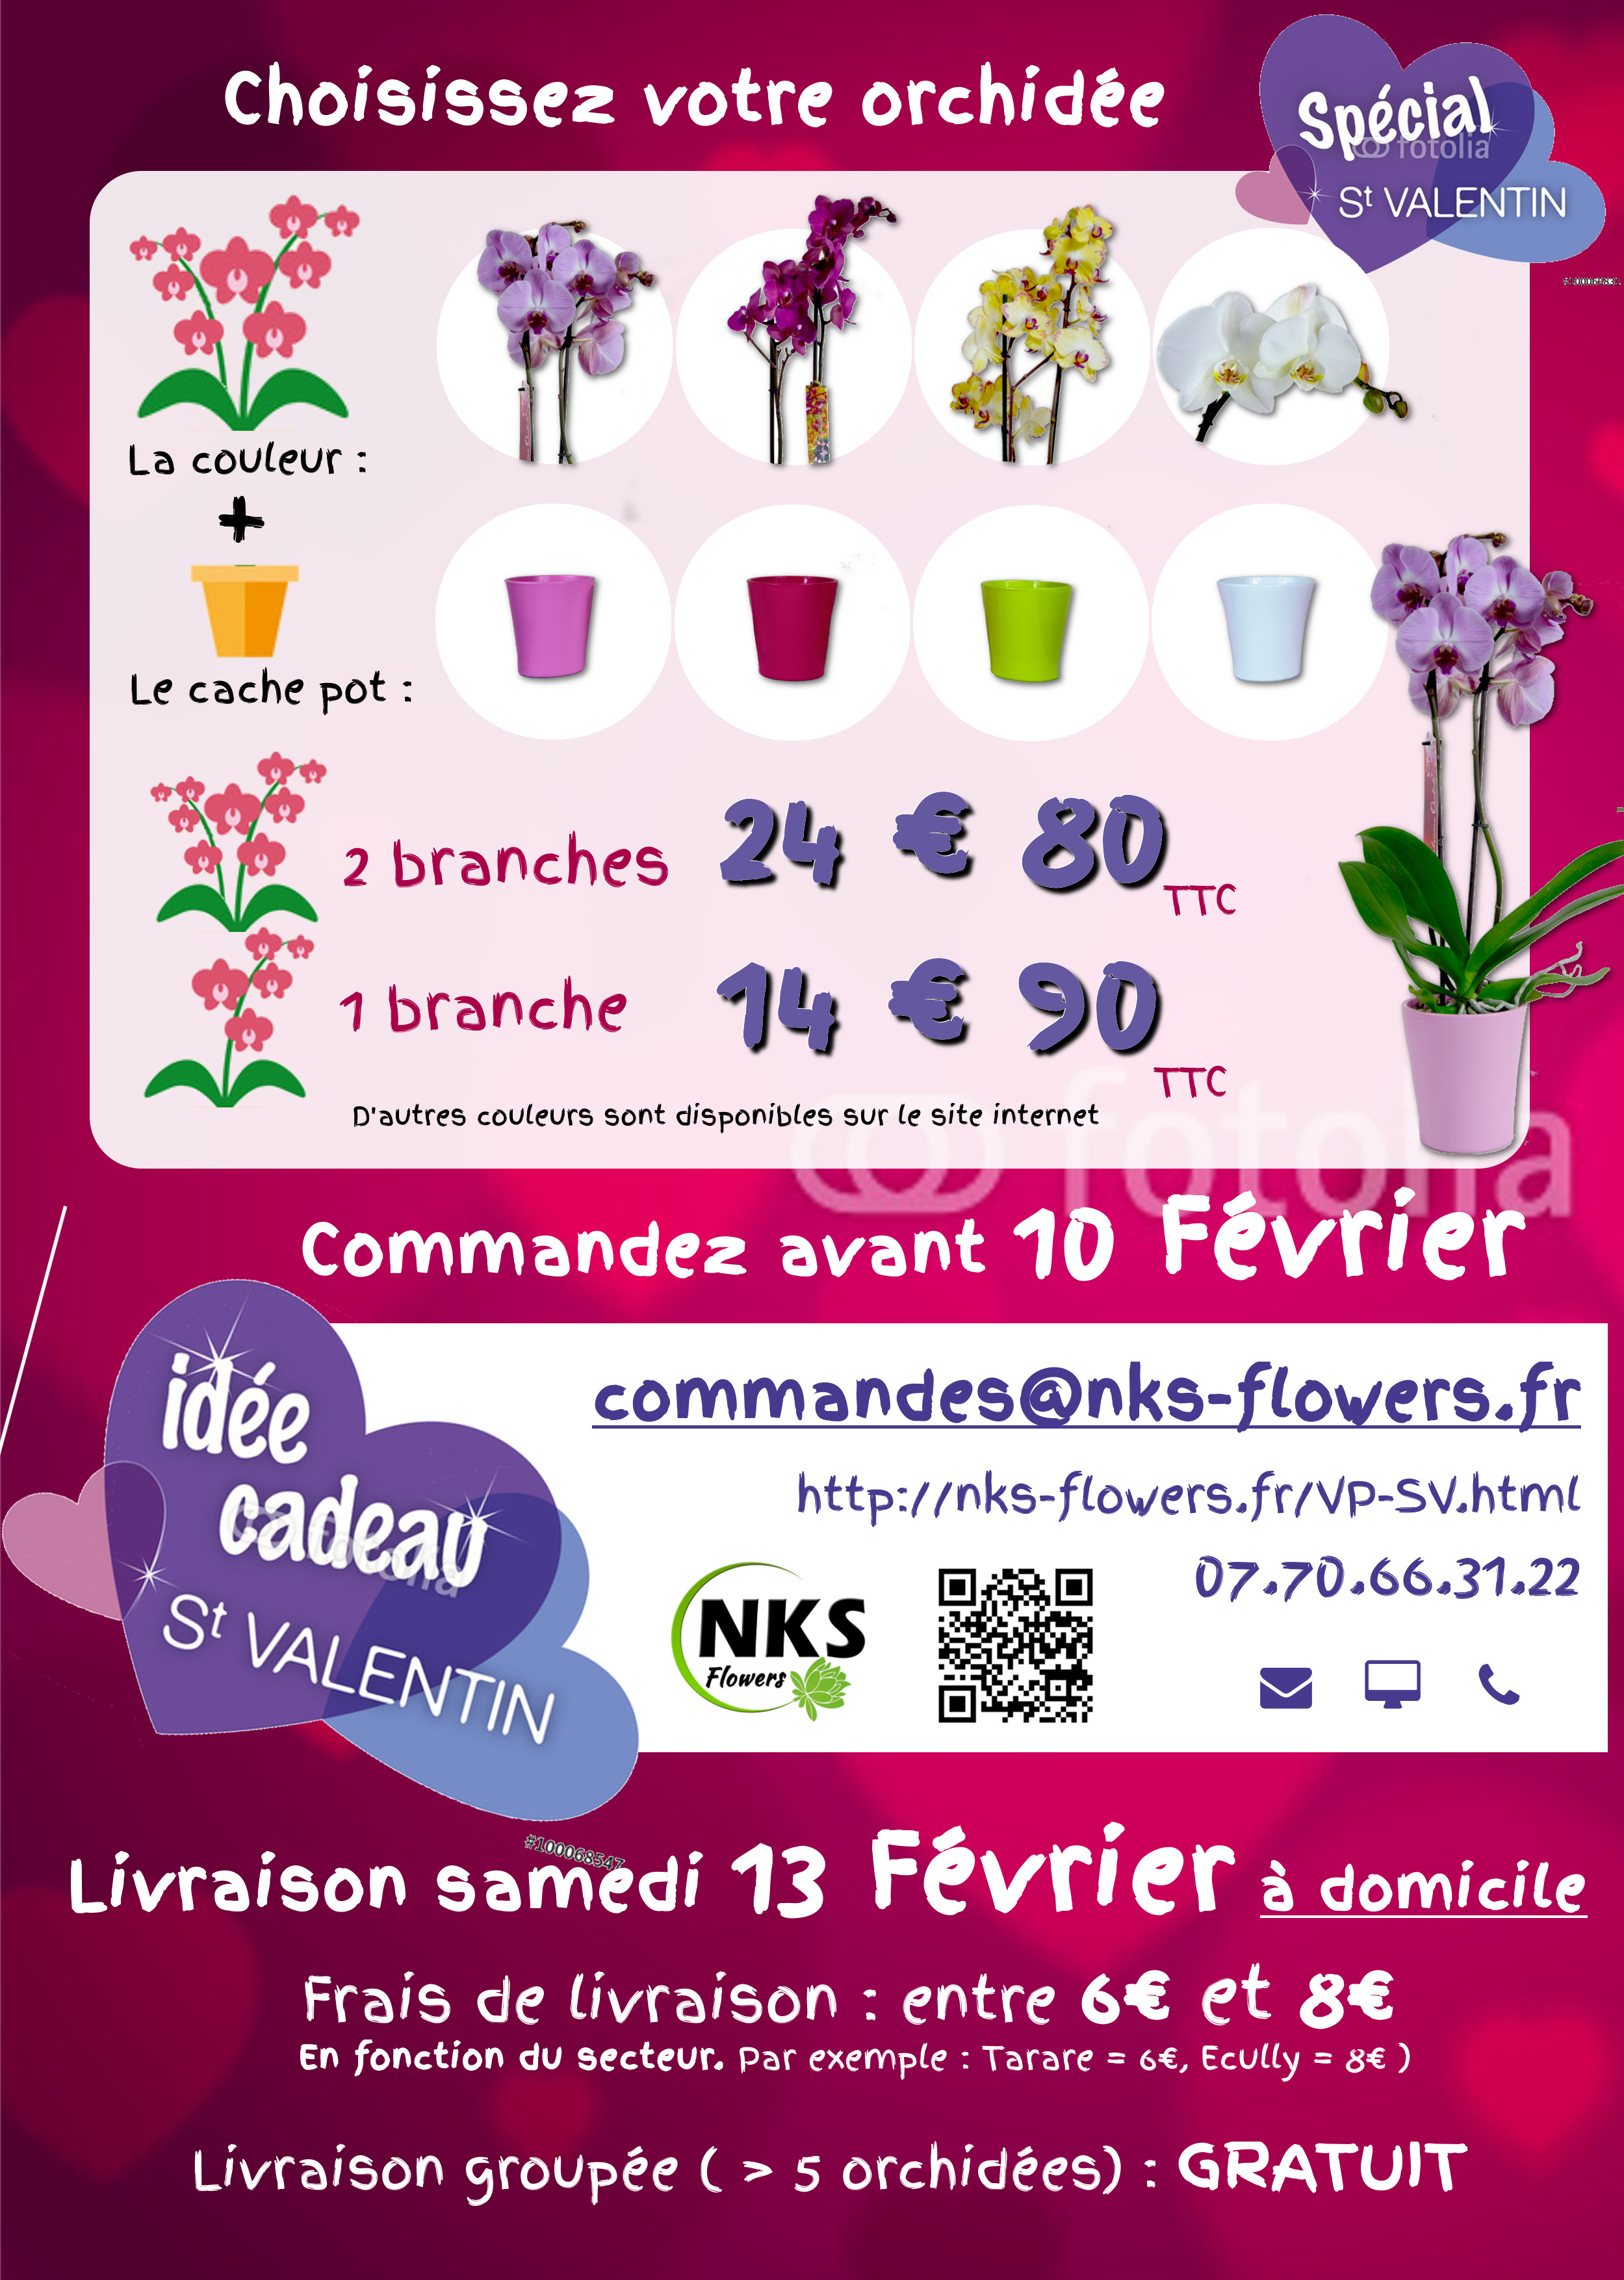 Choisissez votre orchidée
Spécial
fotolia
St VALENTIN
La couleur :
+
Le cache pot :
2 branches 24 € 80 TTC
1 branche 14 € 90 TTC
D'autres couleurs sont disponibles sur le site internet
fotolia
Commandez avant 10 Février
idée
cadeau
fotolia
St VALENTIN
commandes@nks-flowers.fr
http://nks-flowers.fr/VP-SV.html
07.70.66.31.22
NKS
Flowers
#100068547
Livraison samedi 13 Février à domicile
Frais de livraison : entre 6€ et 8€
En fonction du secteur. Par exemple : Tarare = 6€, Ecully = 8€ )
Livraison groupée ( > 5 orchidées) : GRATUIT